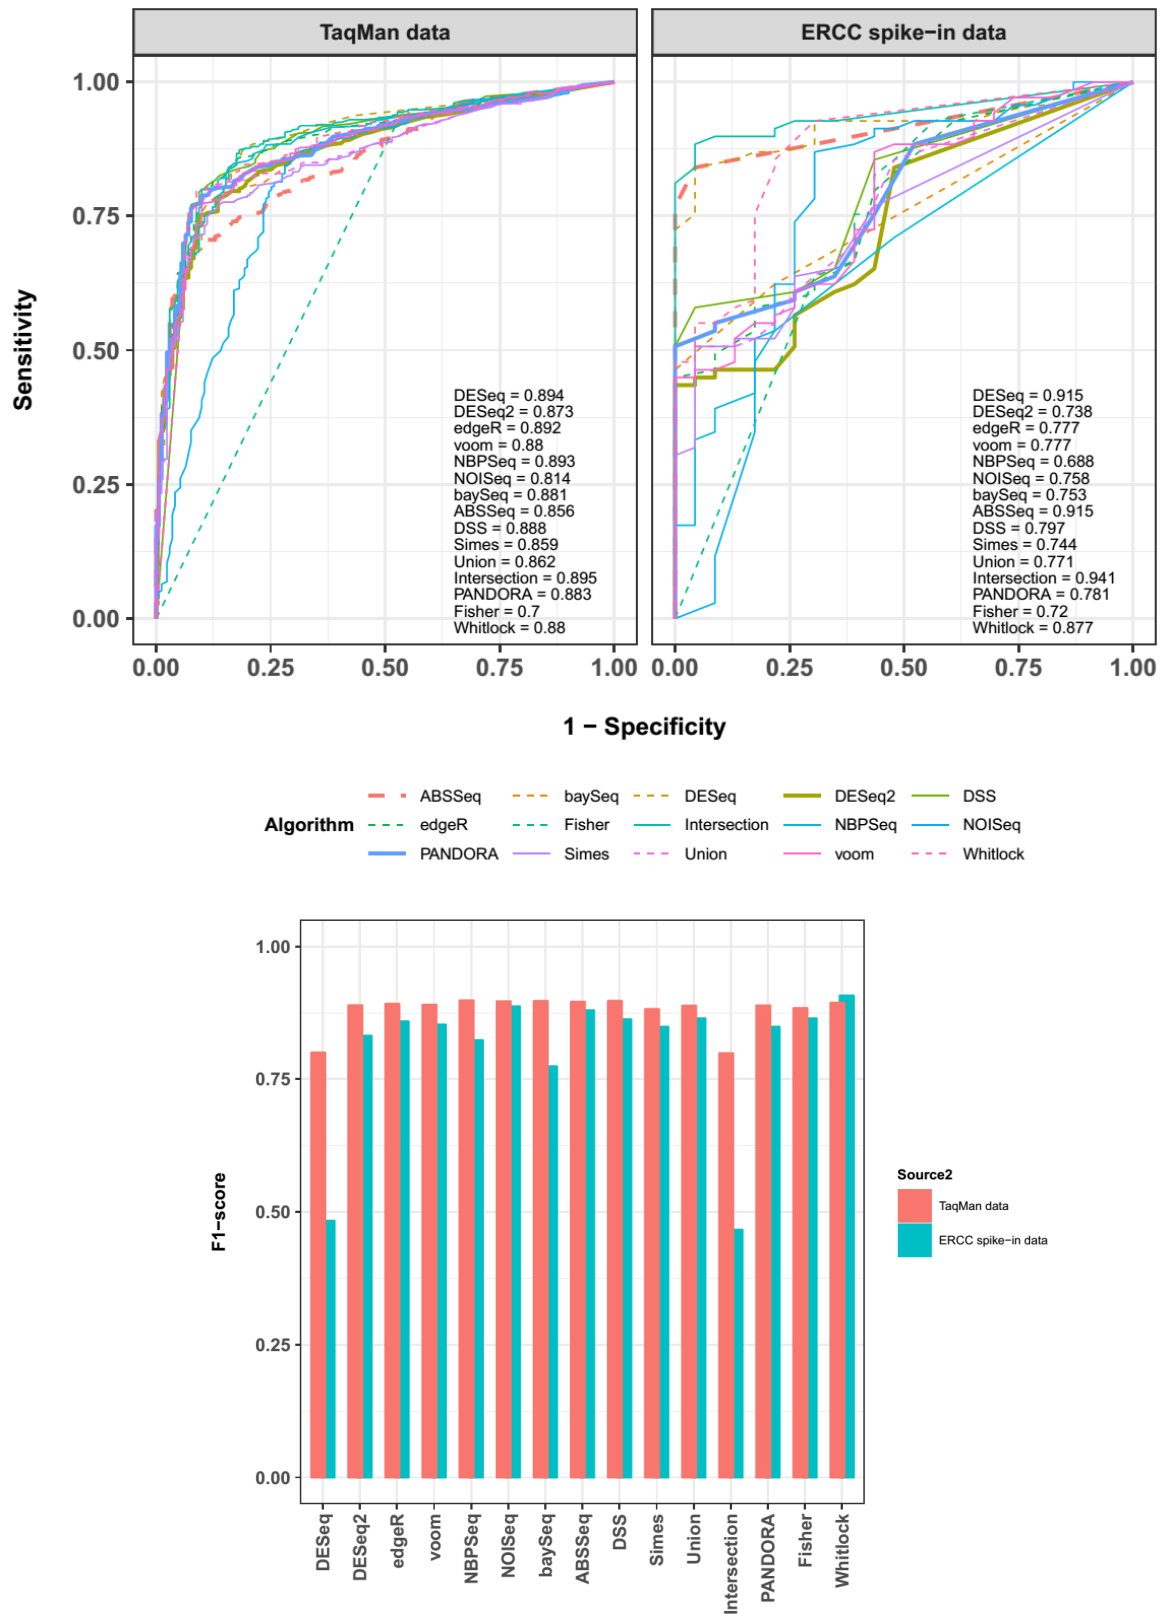 TaqMan data
ERCC spike−in data
Sensitivity
1.00
0.75
0.50
0.25
0.00
DESeq = 0.894
DESeq2 = 0.873
edgeR = 0.892
voom = 0.88
NBPSeq = 0.893
NOISeq = 0.814
baySeq = 0.881
ABSSeq = 0.856
DSS = 0.888
Simes = 0.859
Union = 0.862
Intersection = 0.895
PANDORA = 0.883
Fisher = 0.7
Whitlock = 0.88
DESeq = 0.915
DESeq2 = 0.738
edgeR = 0.777
voom = 0.777
NBPSeq = 0.688
NOISeq = 0.758
baySeq = 0.753
ABSSeq = 0.915
DSS = 0.797
Simes = 0.744
Union = 0.771
Intersection = 0.941
PANDORA = 0.781
Fisher = 0.72
Whitlock = 0.877
0.00 0.25 0.50 0.75 1.00
0.00 0.25 0.50 0.75 1.00
1 − Specificity
Algorithm
ABSSeq baySeq DESeq DESeq2 DSS
edgeR Fisher Intersection NBPSeq NOISeq
PANDORA Simes Union voom Whitlock
F1−score
1.00
0.75
0.50
0.25
0.00
DESeq
DESeq2
edgeR
voom
NBPSeq
NOISeq
baySeq
ABSSeq
DSS
Simes
Union
Intersection
PANDORA
Fisher
Whitlock
Source2
TaqMan data
ERCC spike−in data